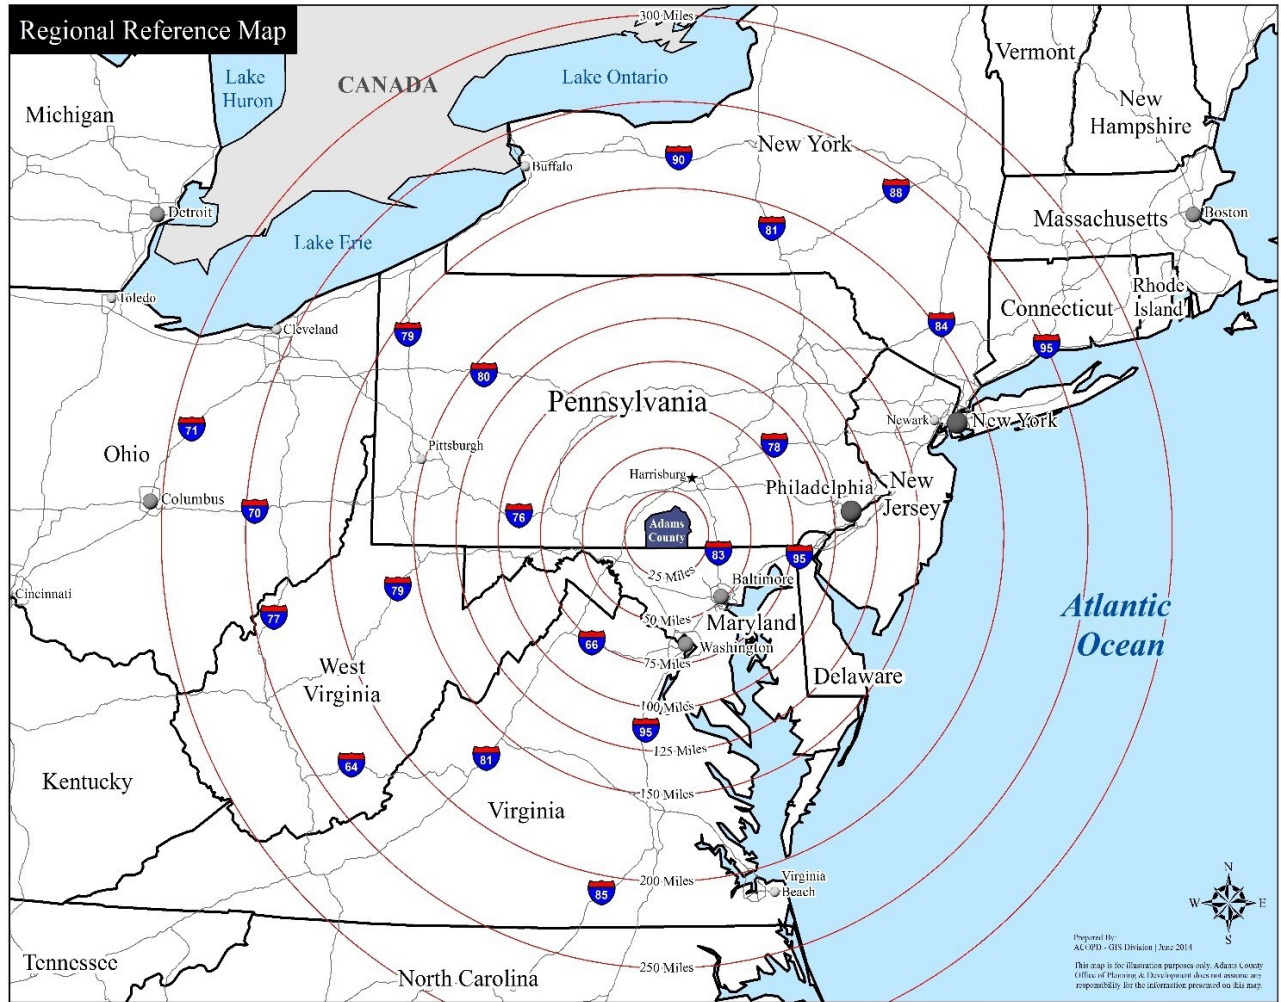 Regional Reference Map
300 Miles
Vermont
Lake
Huron
CANADA
Lake Ontario
Michigan
New
Hampshire
New York
90
Buffalo
88
Detroit
Massachusetts
Boston
81
Lake Erie
Toledo
Cleveland
79
84
Connecticut
Rhode
Island
95
80
Pennsylvania
71
Newark
New York
Ohio
Pittsburgh
78
Harrisburg
Columbus
70
76
Philadelphia
New
Jersey
Adams
County
83
95
25 Miles
Baltimore
Cincinnati
79
77
50 Miles
Maryland
Atlantic
Ocean
66
Washington
75 Miles
West
Virginia
Delaware
100 Miles
95
125 Miles
64
81
Kentucky
150 Miles
Virginia
200 Miles
85
Virginia
Beach
N
W
E
S
Tennessee
250 Miles
North Carolina
Prepared By:
ACOPD - GIS Division | June 2014
This map is for illustration purposes only. Adams County
Office of Planning & Development does not assume any
responsibility for the information presented on this map.